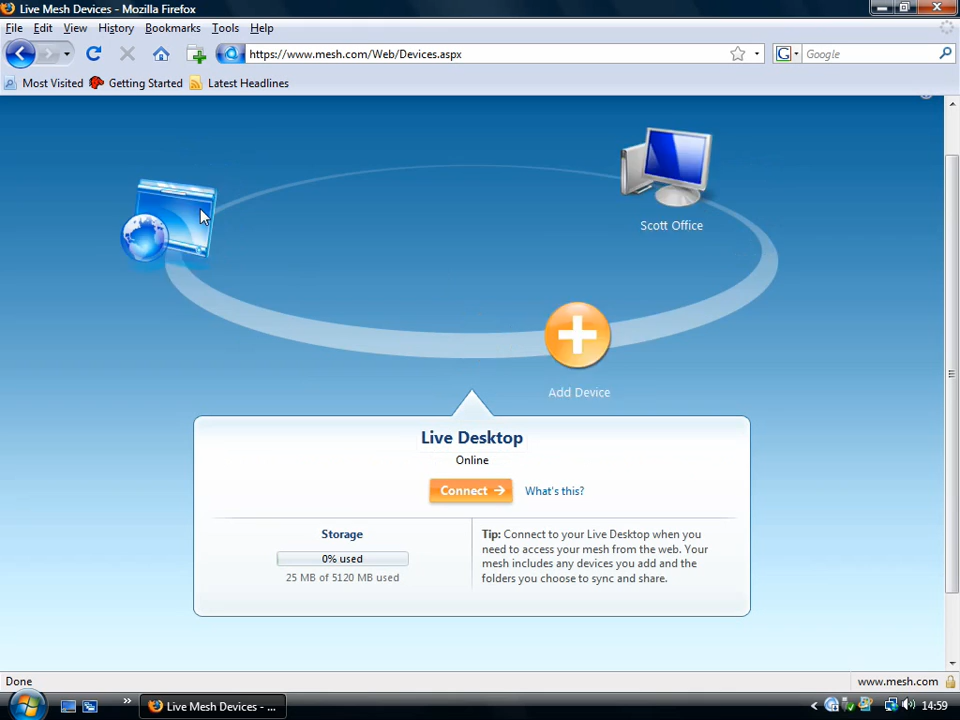 Live Mesh Devices - Mozilla Firefox
File Edit View History Bookmarks Tools Help
https://www.mesh.com/Web/Devices.aspx
G Google
Most Visited Getting Started Latest Headlines
Scott Office
Add Device
Live Desktop
Online
Connect
What's this?
Storage
0% used
25 MB of 5120 MB used
Tip: Connect to your Live Desktop when you
need to access your mesh from the web. Your
mesh includes any devices you add and the
folders you choose to sync and share.
Done
www.mesh.com
Live Mesh Devices - ...
14:59